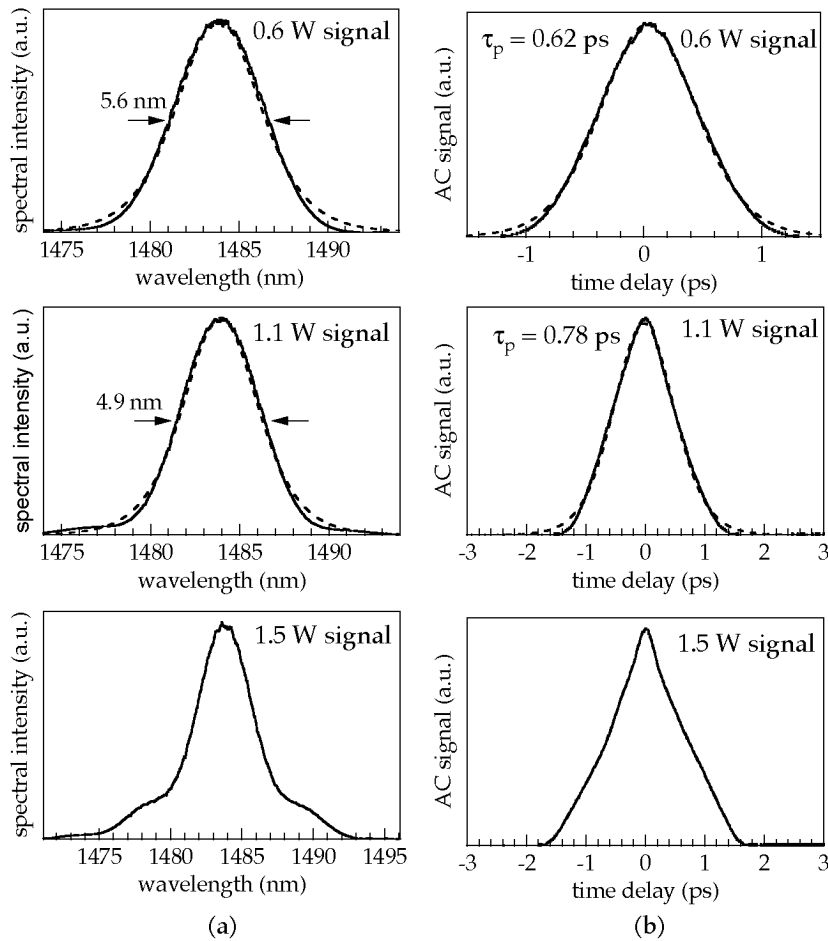 spectral intensity (a.u.)
0.6 W signal
5.6 nm
1475 1480 1485 1490
wavelength (nm)
AC signal (a.u.)
τp = 0.62 ps
0.6 W signal
-1 0 1
time delay (ps)
spectral intensity (a.u.)
1.1 W signal
4.9 nm
1475 1480 1485 1490
wavelength (nm)
AC signal (a.u.)
τp = 0.78 ps
1.1 W signal
-3 -2 -1 0 1 2 3
time delay (ps)
spectral intensity (a.u.)
1.5 W signal
1475 1480 1485 1490 1495
wavelength (nm)
(a)
AC signal (a.u.)
1.5 W signal
-3 -2 -1 0 1 2 3
time delay (ps)
(b)